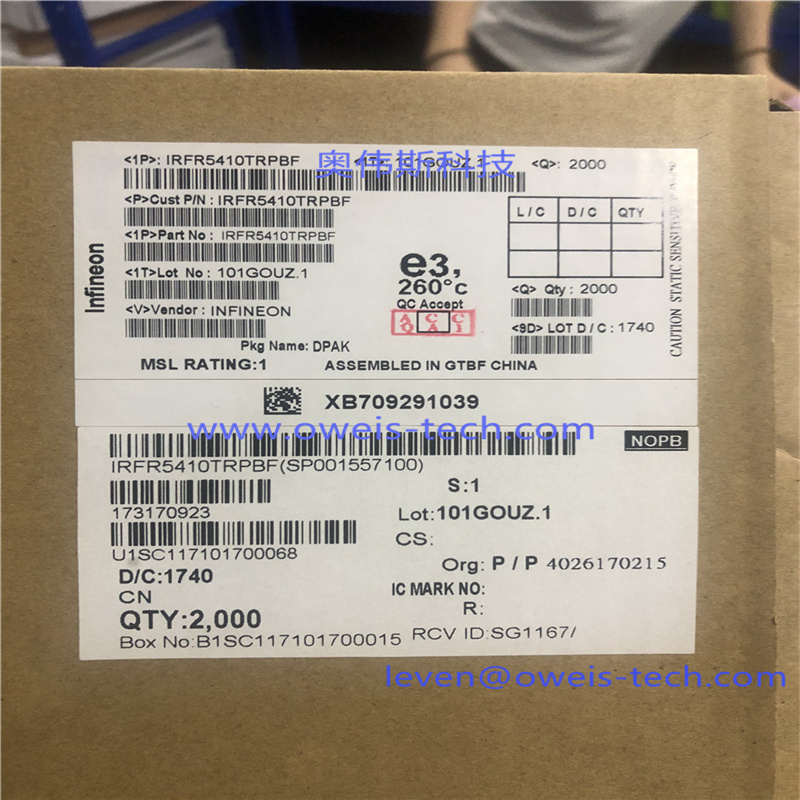 <1P>: IRFR5410TRPBF <1T>: 101GOUZ.1 <Q>: 2000
奥伟斯科技
<P>Cust P/N : IRFR5410TRPBF
L/C D/C QTY
<1P>Part No : IRFR5410TRPBF
Infineon
e3,
<1T>Lot No : 101GOUZ.1
260°c
<Q> Qty : 2000
QC Accept
<V>Vendor : INFINEON
A C C
Q A 1
<9D> LOT D/C : 1740
CAUTION STATIC SENSITIVE
Pkg Name: DPAK
MSL RATING:1 ASSEMBLED IN GTBF CHINA
XB709291039
www.oweis-tech.com
NOPB
IRFR5410TRPBF(SP001557100)
S:1
173170923
Lot:101GOUZ.1
CS:
U1SC117101700068
Org: P / P 4026170215
D/C:1740
IC MARK NO:
CN
R:
QTY:2,000
Box No:B1SC117101700015 RCV ID:SG1167/
leven@oweis-tech.com